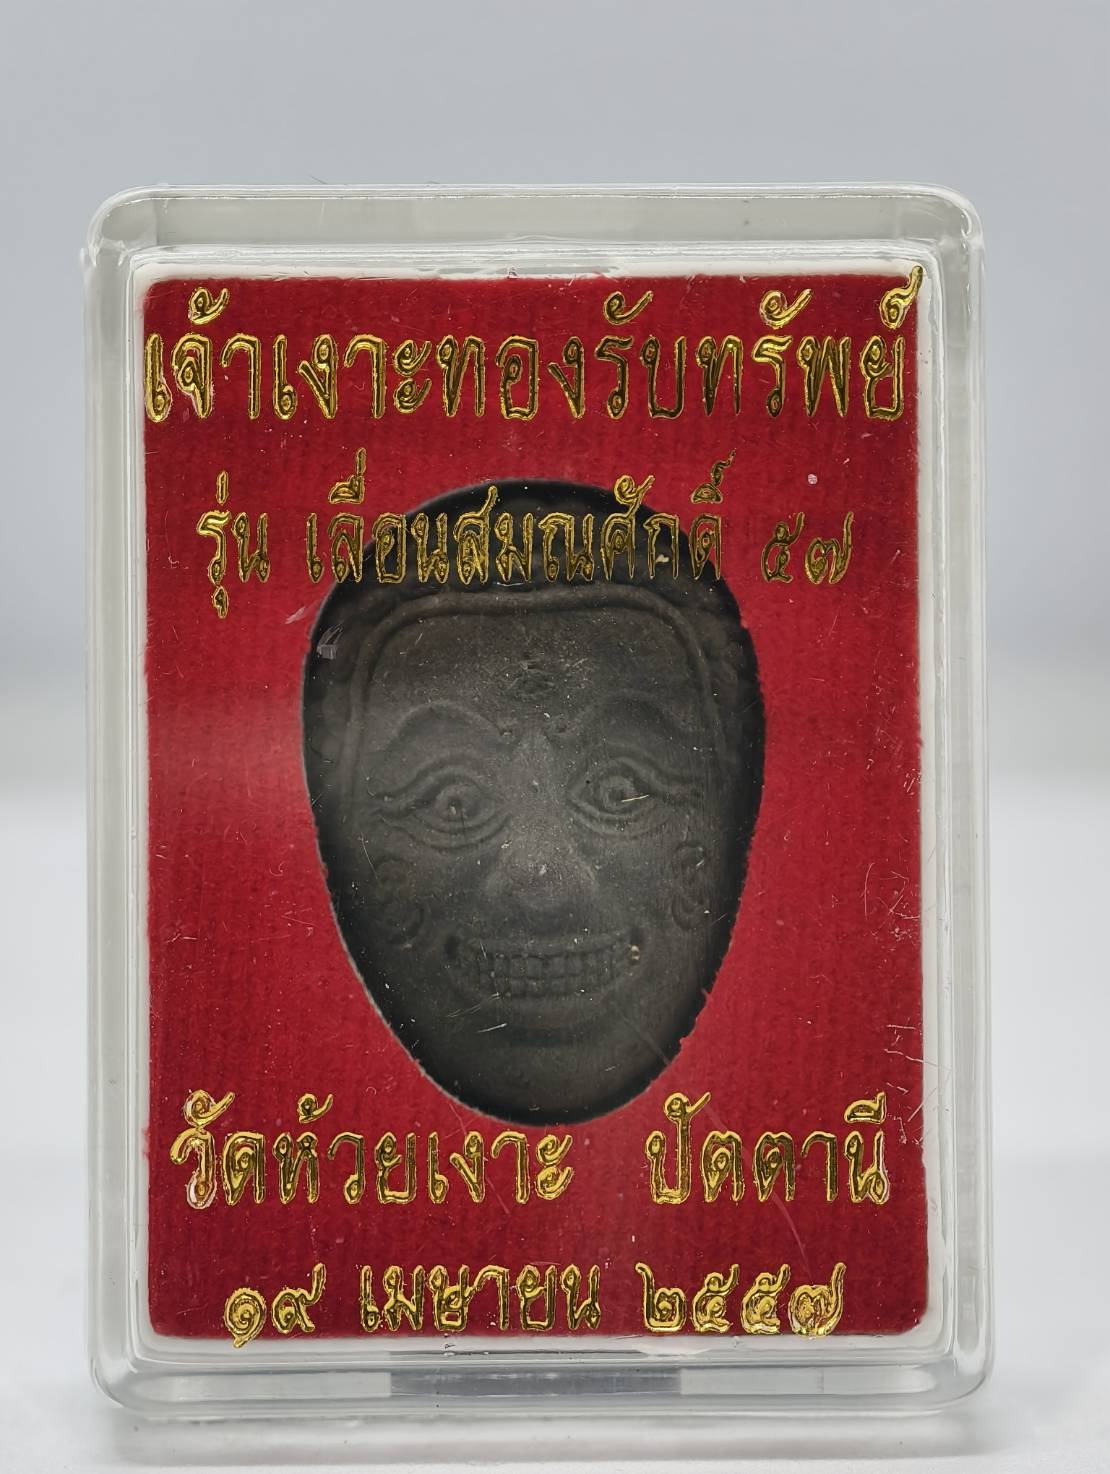 เจ้าเงาะทองรับทรัพย์
รุ่น เลื่อนสมณศักดิ์ ๕๗
วัดห้วยเงาะ ปัตตานี
๑๙ เมษายน ๒๕๕๗